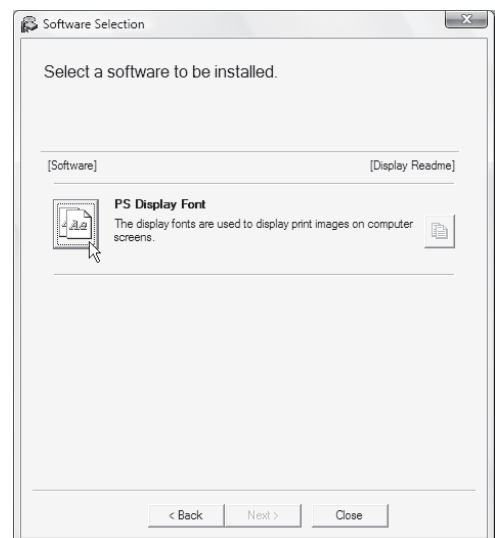 Software Selection
Select a software to be installed.
[Software] [Display Readme]
PS Display Font
The display fonts are used to display print images on computer
screens.
< Back Next > Close